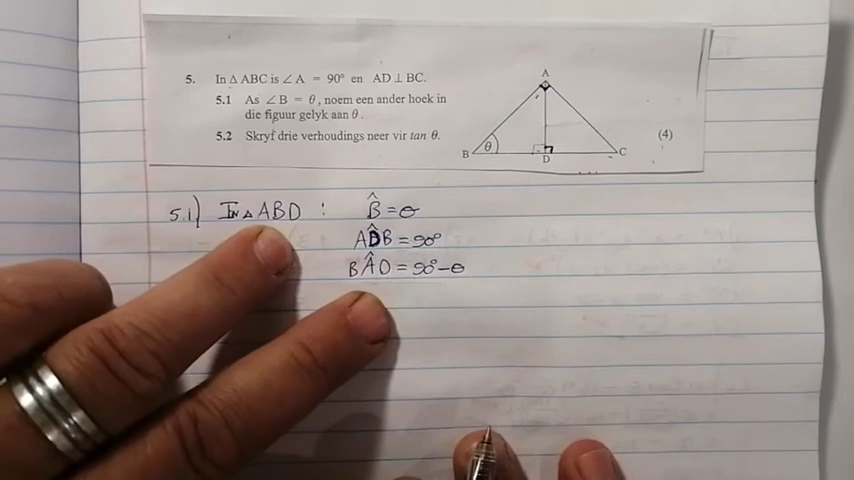 5. In Δ ABC is ∠A = 90° en AD ⊥ BC.
5.1 As ∠B = θ, noem een ander hoek in
die figuur gelyk aan θ.
5.2 Skryf drie verhoudings neer vir tan θ.
(4)
A
B
θ
D
C
5.1) In Δ ABD : B̂ = θ
AD̂B = 90°
BÂD = 90° - θ